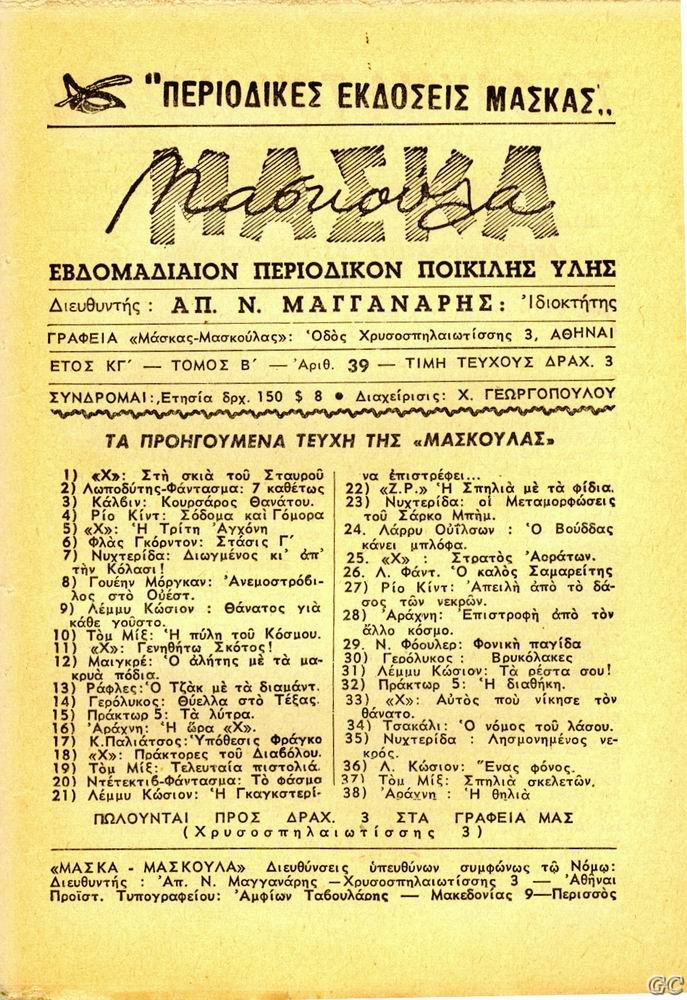 "ΠΕΡΙΟΔΙΚΕΣ ΕΚΔΟΣΕΙΣ ΜΑΣΚΑΣ„
ΜΑΣΚΑ
Μασκούλα
ΕΒΔΟΜΑΔΙΑΙΟΝ ΠΕΡΙΟΔΙΚΟΝ ΠΟΙΚΙΛΗΣ ΥΛΗΣ
Διευθυντής : ΑΠ. Ν. ΜΑΓΓΑΝΑΡΗΣ: Ἰδιοκτήτης
ΓΡΑΦΕΙΑ «Μάσκας-Μασκούλας»: Ὁδὸς Χρυσοσπηλαιωτίσσης 3, ΑΘΗΝΑΙ
ΕΤΟΣ ΚΓ΄ — ΤΟΜΟΣ Β΄ — Ἀριθ. 39 — ΤΙΜΗ ΤΕΥΧΟΥΣ ΔΡΑΧ. 3
ΣΥΝΔΡΟΜΑΙ:,Ετησία δρχ. 150 $ 8 ● Διαχείρισις: Χ. ΓΕΩΡΓΟΠΟΥΛΟΥ
ΤΑ ΠΡΟΗΓΟΥΜΕΝΑ ΤΕΥΧΗ ΤΗΣ «ΜΑΣΚΟΥΛΑΣ»
1) «Χ»: Στὴ σκιὰ τοῦ Σταυροῦ
2) Λωποδύτης-Φάντασμα: 7 καθέτως
3) Κάλβιν: Κουρσάρος Θανάτου.
4) Ρίο Κίντ: Σόδομα καὶ Γόμορα
5) «Χ»: Ἡ Τρίτη Ἀγχόνη
6) Φλὰς Γκόρντον: Στάσις Γ΄
7) Νυχτερίδα: Διωγμένος κι' ἀπ'
τὴν Κόλασι!
8) Γουέην Μόργκαν: Ἀνεμοστρόβι-
λος στὸ Οὐέστ.
9) Λέμμυ Κώσιον : Θάνατος γιὰ
κάθε γοῦστο.
10) Τὸμ Μίξ: Ἡ πύλη τοῦ Κόσμου.
11) «Χ»: Γενηθήτω Σκότος!
12) Μαιγκρέ: Ὁ ἀλήτης μὲ τὰ μα-
κρυὰ πόδια.
13) Ράφλες: Ὁ Τζὰκ μὲ τὰ διαμάντ.
14) Γερόλυκος: Θύελλα στὸ Τέξας.
15) Πράκτωρ 5: Τὰ λύτρα.
16) Ἀράχνη: Ἡ ὥρα «Χ».
17) Κ.Παλιάτσος: Ὑπόθεσις Φράγκο
18) «Χ»: Πράκτορες τοῦ Διαβόλου.
19) Τὸμ Μίξ: Τελευταία πιστολιά.
20) Ντέτεκτιβ-Φάντασμα: Τὸ φάσμα
21) Λέμμυ Κώσιον: Ἡ Γκαγκστερί-
να ἐπιστρέφει...
22) «Ζ.Ρ.» Ἡ Σπηλιὰ μὲ τὰ φίδια.
23) Νυχτερίδα: οἱ Μεταμορφώσεις
τοῦ Σάρκο Μπὴμ.
24. Λάρρυ Οὐΐλσων : Ὁ Βούδδας
κάνει μπλόφα.
25. «Χ» : Στρατὸς Ἀοράτων.
26. Λ. Φάντ. Ὁ καλὸς Σαμαρείτης
27) Ρίο Κίντ: Ἀπειλὴ ἀπὸ τὸ δά-
σος τῶν νεκρῶν.
28) Ἀράχνη: Ἐπιστροφὴ ἀπὸ τὸν
ἄλλο κόσμο.
29. Ν. Φόουλερ: Φονικὴ παγίδα
30) Γερόλυκος : Βρυκόλακες
31) Λέμμυ Κώσιον: Τὰ ρέστα σου!
32) Πράκτωρ 5: Ἡ διαθήκη.
33) «Χ»: Αὐτὸς ποὺ νίκησε τὸν
θάνατο.
34) Τσακάλι: Ὁ νόμος τοῦ λάσου.
35) Νυχτερίδα : Λησμονημένος νε-
κρός.
36) Λ. Κώσιον: Ἕνας φόνος.
37) Τὸμ Μίξ: Σπηλιὰ σκελετῶν.
38) Ἀράχνη : Ἡ θηλιὰ
ΠΩΛΟΥΝΤΑΙ ΠΡΟΣ ΔΡΑΧ. 3 ΣΤΑ ΓΡΑΦΕΙΑ ΜΑΣ
(Χρυσοσπηλαιωτίσσης 3)
«ΜΑΣΚΑ - ΜΑΣΚΟΥΛΑ» Διευθύνσεις ὑπευθύνων συμφώνως τῷ Νόμῳ:
Διευθυντής : Ἀπ. Ν. Μαγγανάρης —Χρυσοσπηλαιωτίσσης 3 — Ἀθῆναι
Προϊστ. Τυπογραφείου: Ἀμφίων Ταβουλάρης — Μακεδονίας 9—Περισσὸς
GC